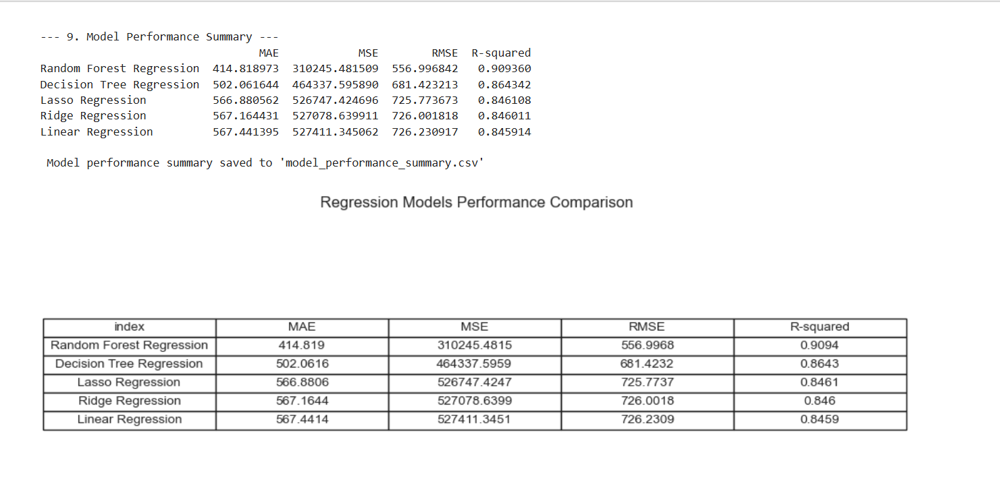 --- 9. Model Performance Summary ---
MAE MSE RMSE R-squared
Random Forest Regression 414.818973 310245.481509 556.996842 0.909360
Decision Tree Regression 502.061644 464337.595890 681.423213 0.864342
Lasso Regression 566.880562 526747.424696 725.773673 0.846108
Ridge Regression 567.164431 527078.639911 726.001818 0.846011
Linear Regression 567.441395 527411.345062 726.230917 0.845914
Model performance summary saved to 'model_performance_summary.csv'
Regression Models Performance Comparison
index MAE MSE RMSE R-squared
Random Forest Regression 414.819 310245.4815 556.9968 0.9094
Decision Tree Regression 502.0616 464337.5959 681.4232 0.8643
Lasso Regression 566.8806 526747.4247 725.7737 0.8461
Ridge Regression 567.1644 527078.6399 726.0018 0.846
Linear Regression 567.4414 527411.3451 726.2309 0.8459